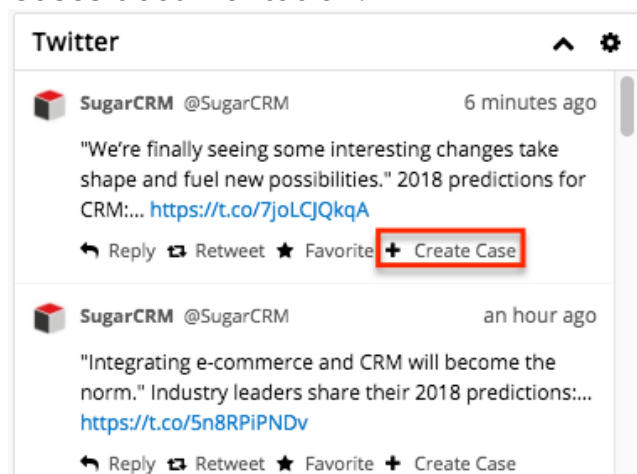 Twitter
SugarCRM @SugarCRM 6 minutes ago
"We're finally seeing some interesting changes take
shape and fuel new possibilities." 2018 predictions for
CRM:... https://t.co/7joLCJQkqA
Reply Retweet Favorite Create Case
SugarCRM @SugarCRM an hour ago
"Integrating e-commerce and CRM will become the
norm." Industry leaders share their 2018 predictions:...
https://t.co/5n8RPiPNDv
Reply Retweet Favorite Create Case